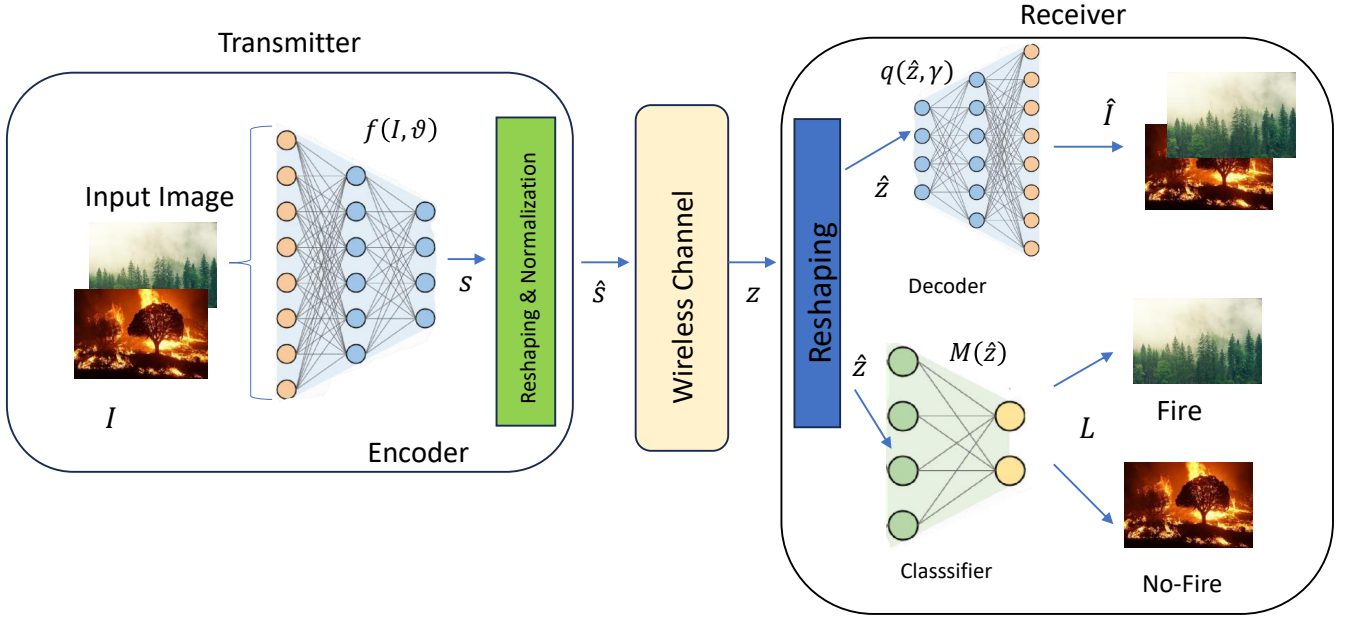 Transmitter
Receiver
Input Image
I
f(I, ϑ)
s
Reshaping & Normalization
Encoder
ŝ
Wireless Channel
z
Reshaping
ẑ
q(ẑ, γ)
Decoder
Î
ẑ
M(ẑ)
Classsifier
L
Fire
No-Fire